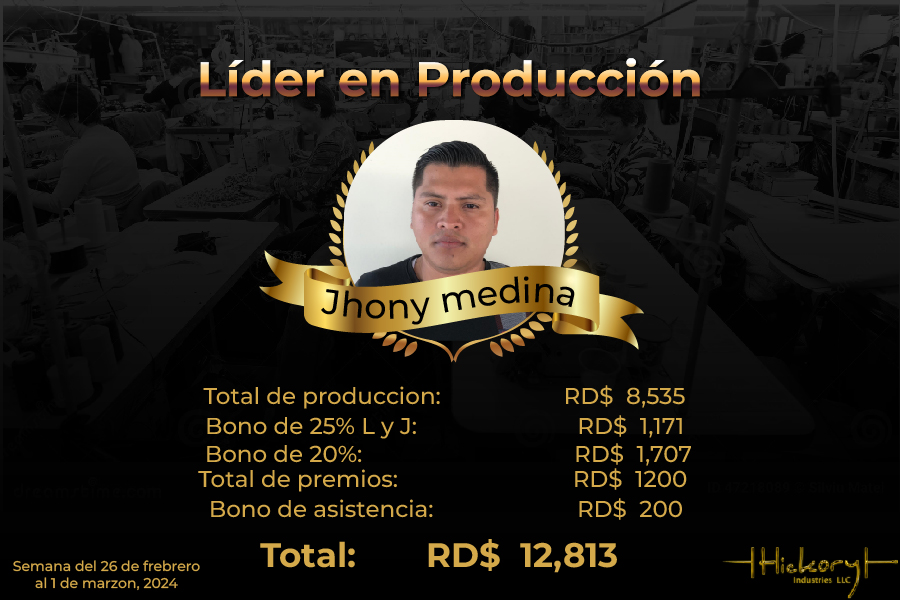 Líder en Producción
Jhony medina
Total de produccion: RD$ 8,535
Bono de 25% L y J: RD$ 1,171
Bono de 20%: RD$ 1,707
Total de premios: RD$ 1200
Bono de asistencia: RD$ 200
Total: RD$ 12,813
Semana del 26 de frebrero
al 1 de marzon, 2024
Hickory
Industries LLC